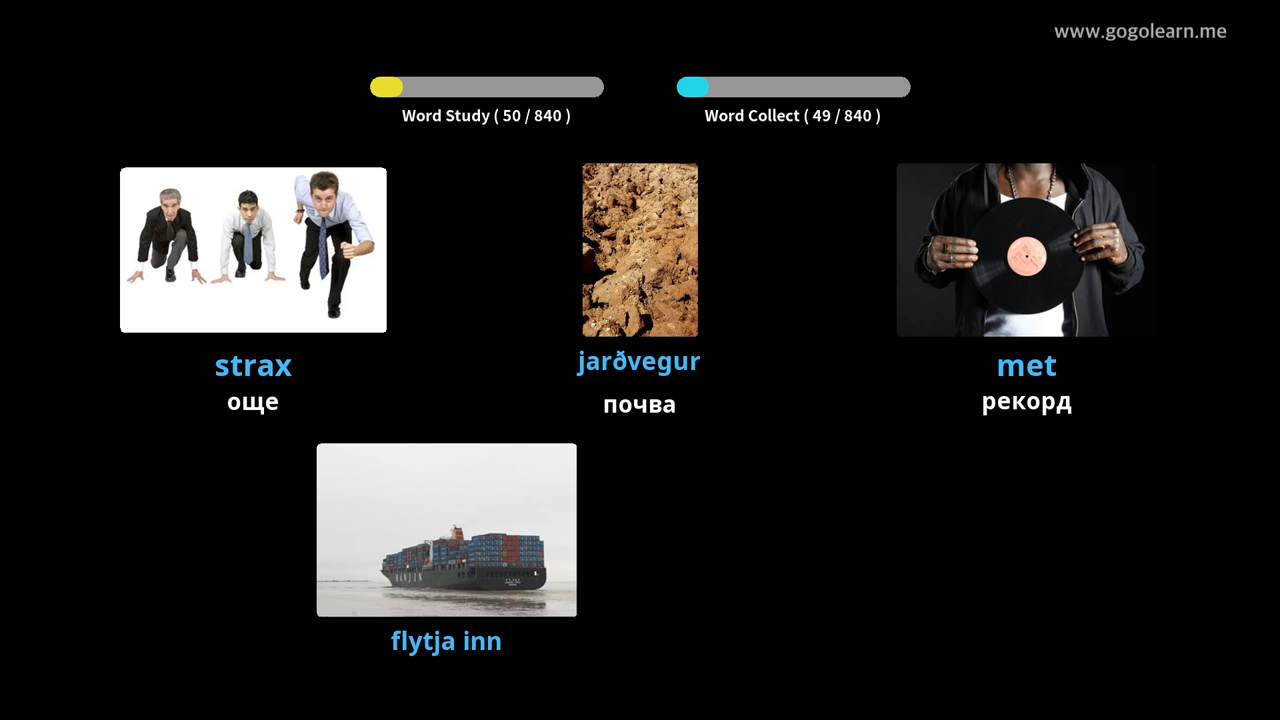 www.gogolearn.me
Word Study ( 50 / 840 )
Word Collect ( 49 / 840 )
strax
още
jarðvegur
почва
met
рекорд
HANJIN
flytja inn